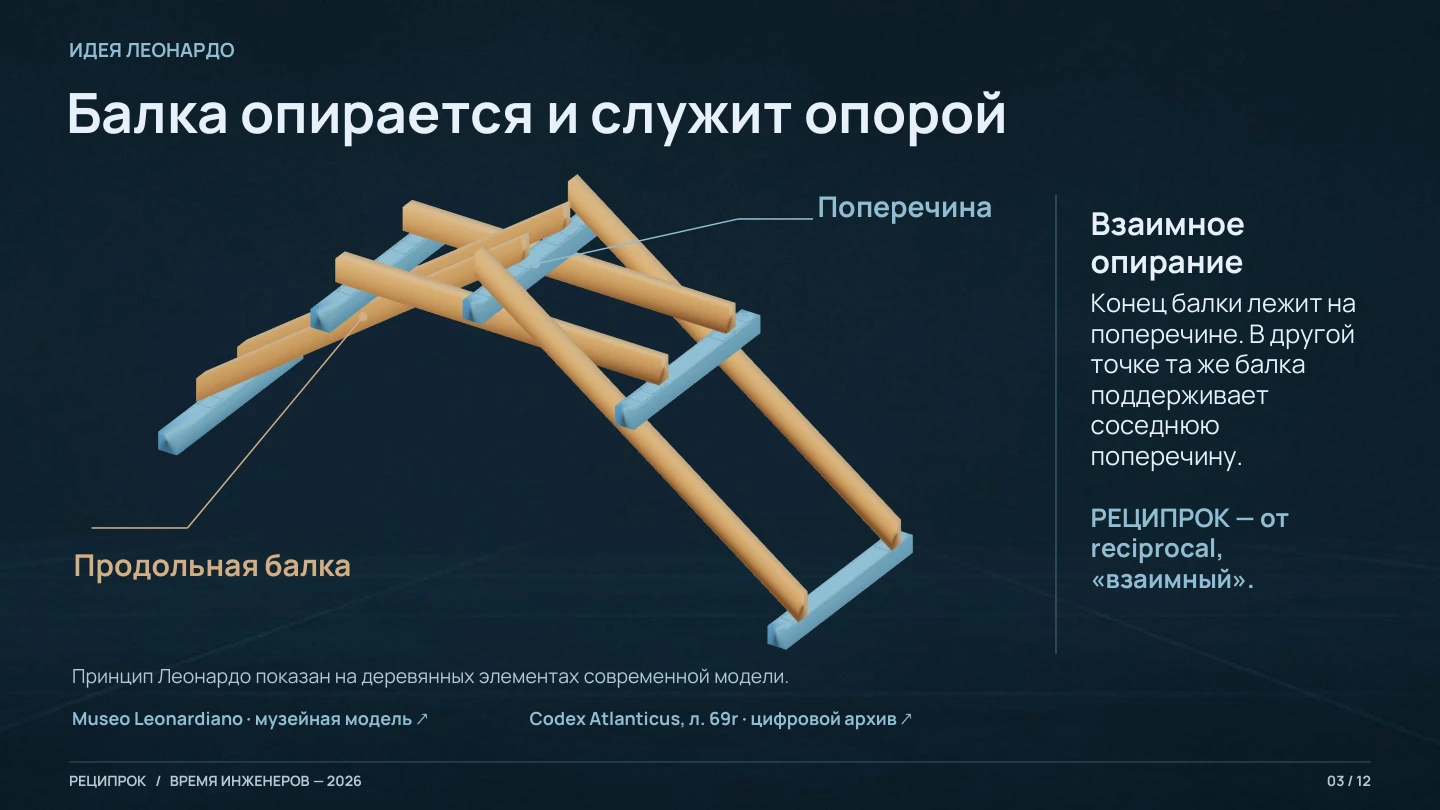 ИДЕЯ ЛЕОНАРДО
Балка опирается и служит опорой
Поперечина
Продольная балка
Взаимное
опирание
Конец балки лежит на
поперечине. В другой
точке та же балка
поддерживает
соседнюю
поперечину.
РЕЦИПРОК — от
reciprocal,
«взаимный».
Принцип Леонардо показан на деревянных элементах современной модели.
Museo Leonardiano · музейная модель ↗
Codex Atlanticus, л. 69r · цифровой архив ↗
РЕЦИПРОК / ВРЕМЯ ИНЖЕНЕРОВ — 2026
03 / 12